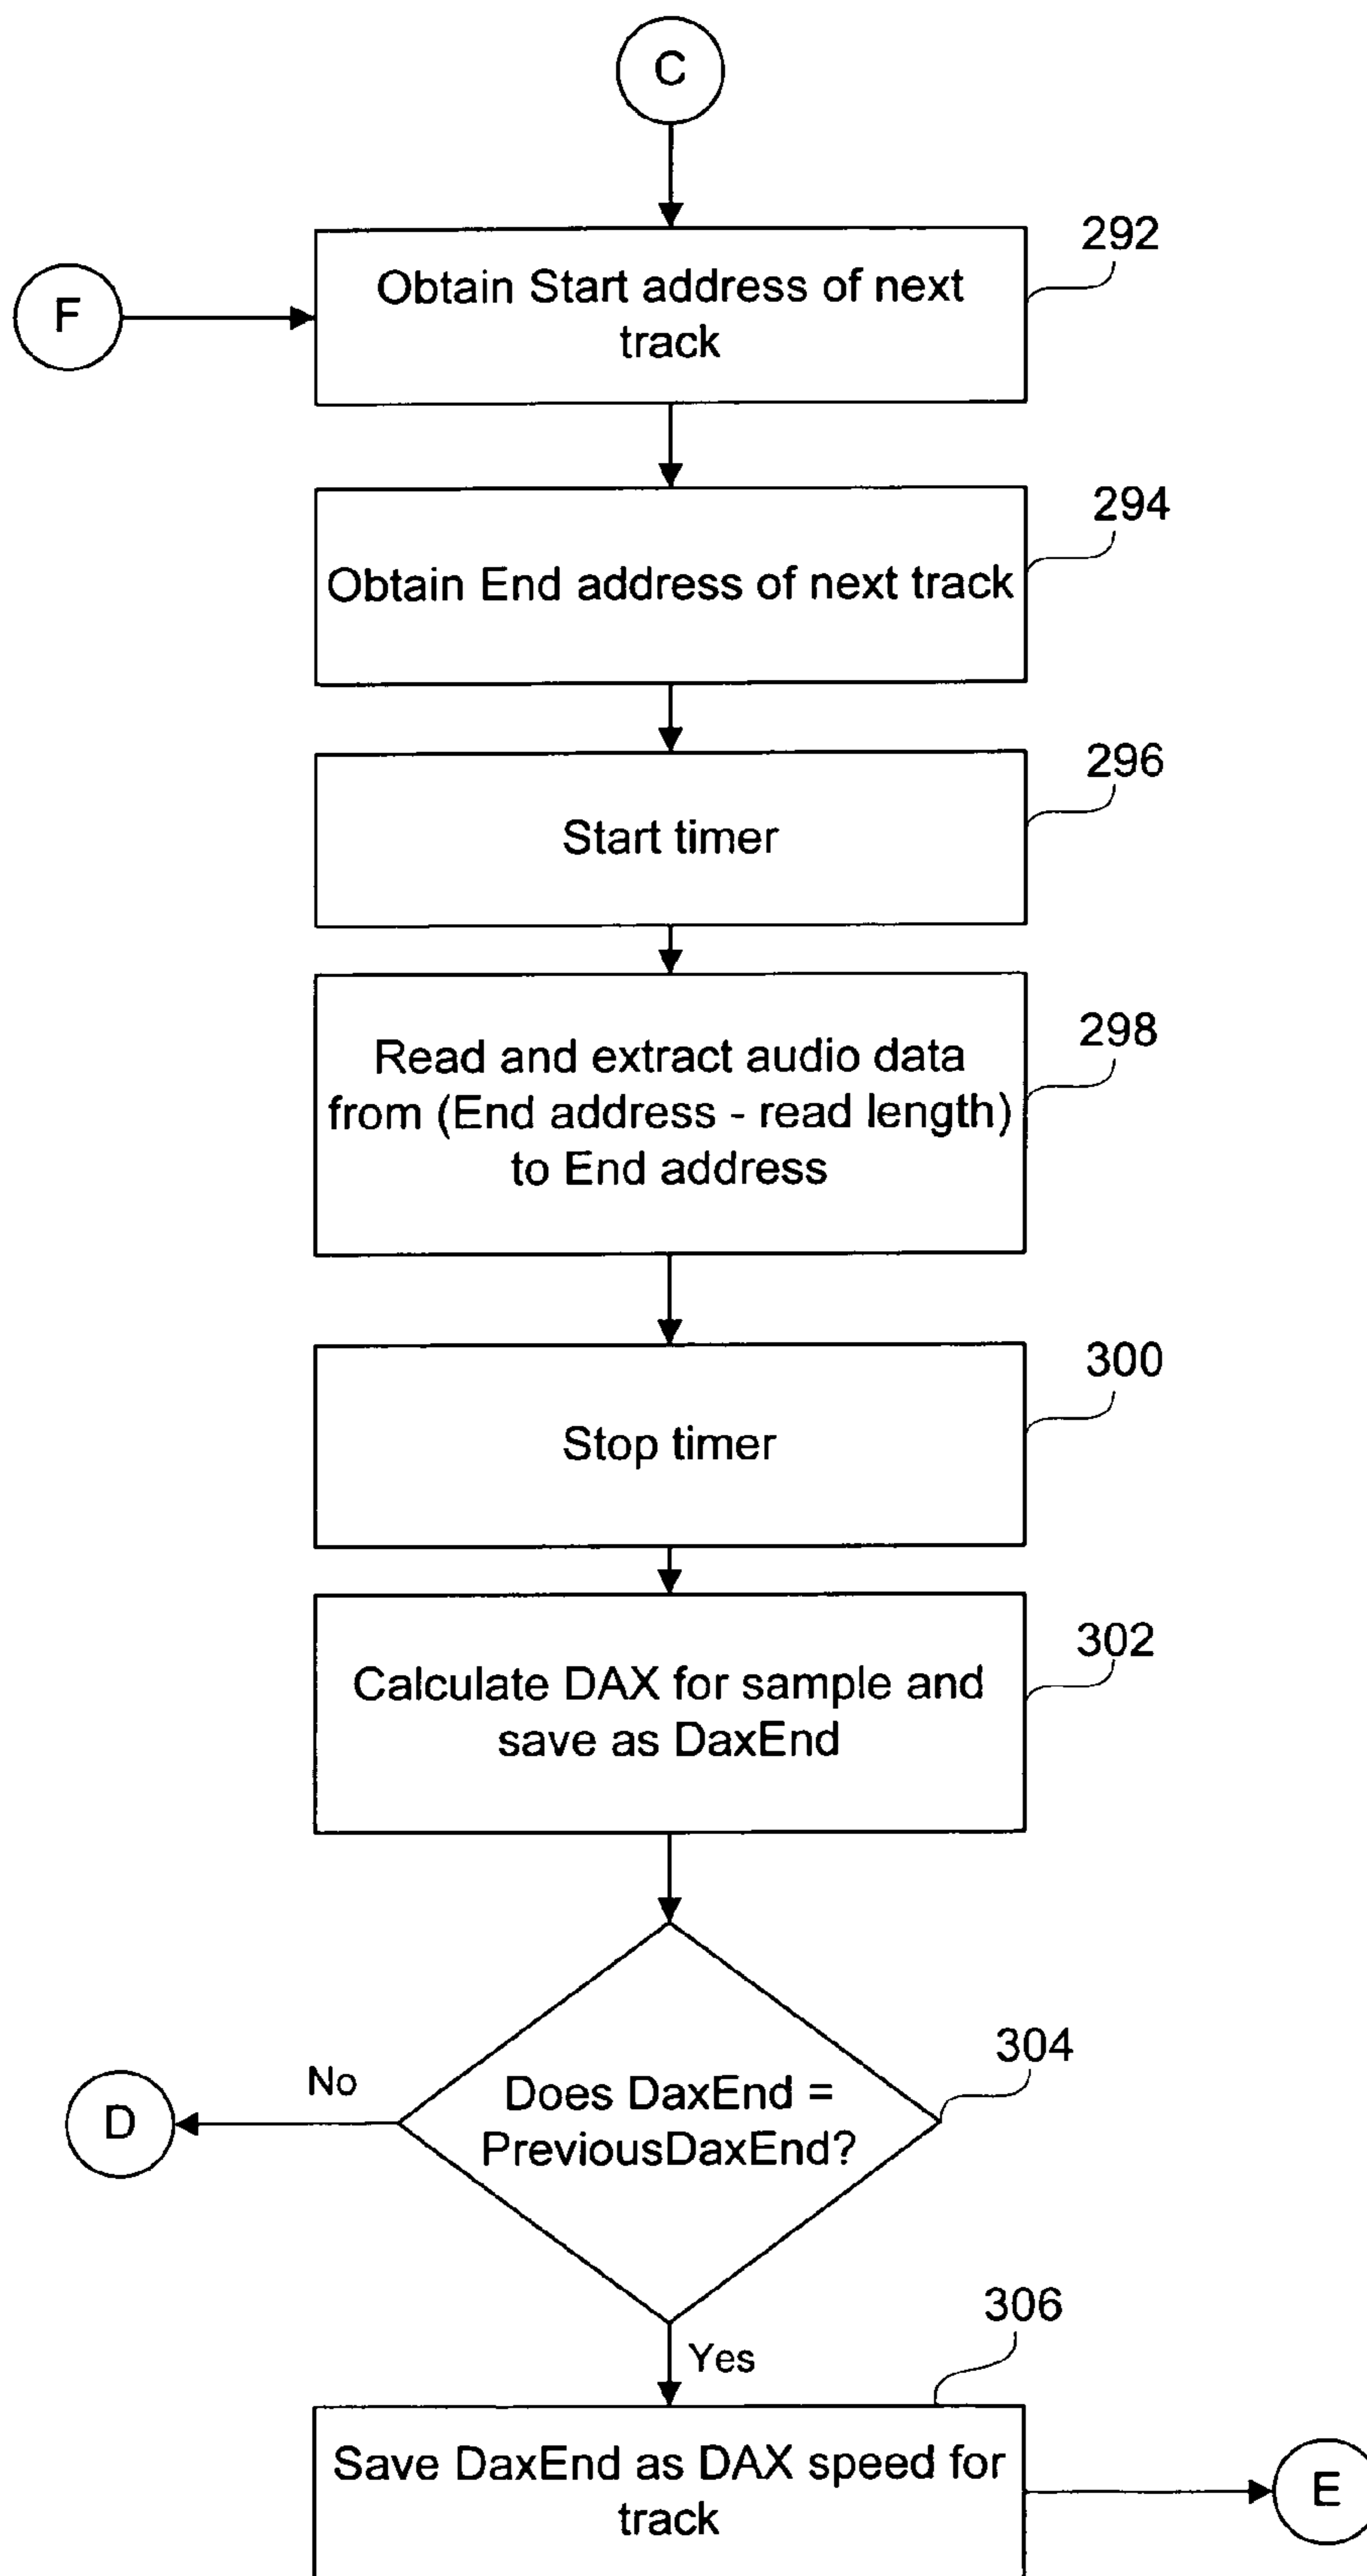 C
292
Obtain Start address of next
track
F
294
Obtain End address of next track
296
Start timer
298
Read and extract audio data
from (End address - read length)
to End address
300
Stop timer
302
Calculate DAX for sample and
save as DaxEnd
304
No
Does DaxEnd =
PreviousDaxEnd?
D
306
Yes
Save DaxEnd as DAX speed for
track
E